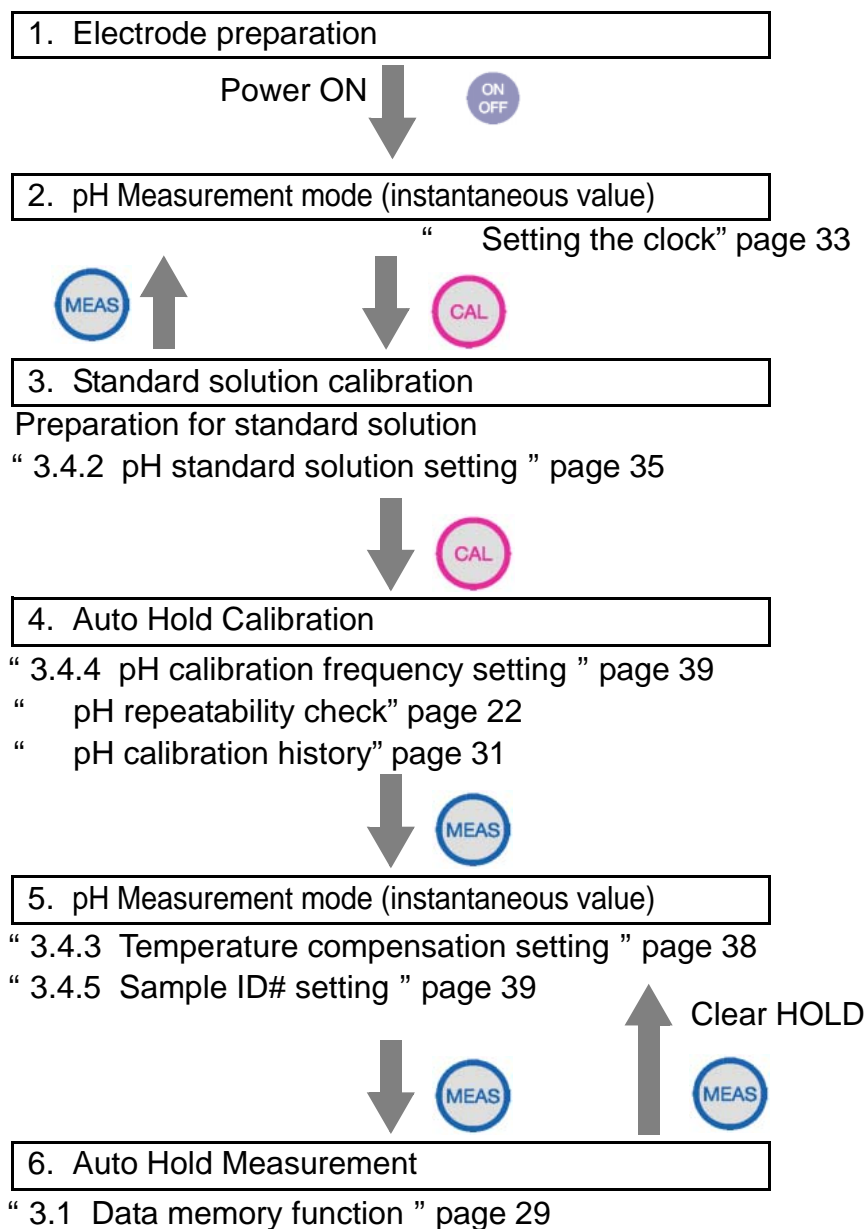 1. Electrode preparation
Power ON
ON
OFF
2. pH Measurement mode (instantaneous value)
“ Setting the clock” page 33
MEAS
CAL
3. Standard solution calibration
Preparation for standard solution
“ 3.4.2 pH standard solution setting ” page 35
CAL
4. Auto Hold Calibration
“ 3.4.4 pH calibration frequency setting ” page 39
“ pH repeatability check” page 22
“ pH calibration history” page 31
MEAS
5. pH Measurement mode (instantaneous value)
“ 3.4.3 Temperature compensation setting ” page 38
“ 3.4.5 Sample ID# setting ” page 39
Clear HOLD
MEAS
MEAS
6. Auto Hold Measurement
“ 3.1 Data memory function ” page 29